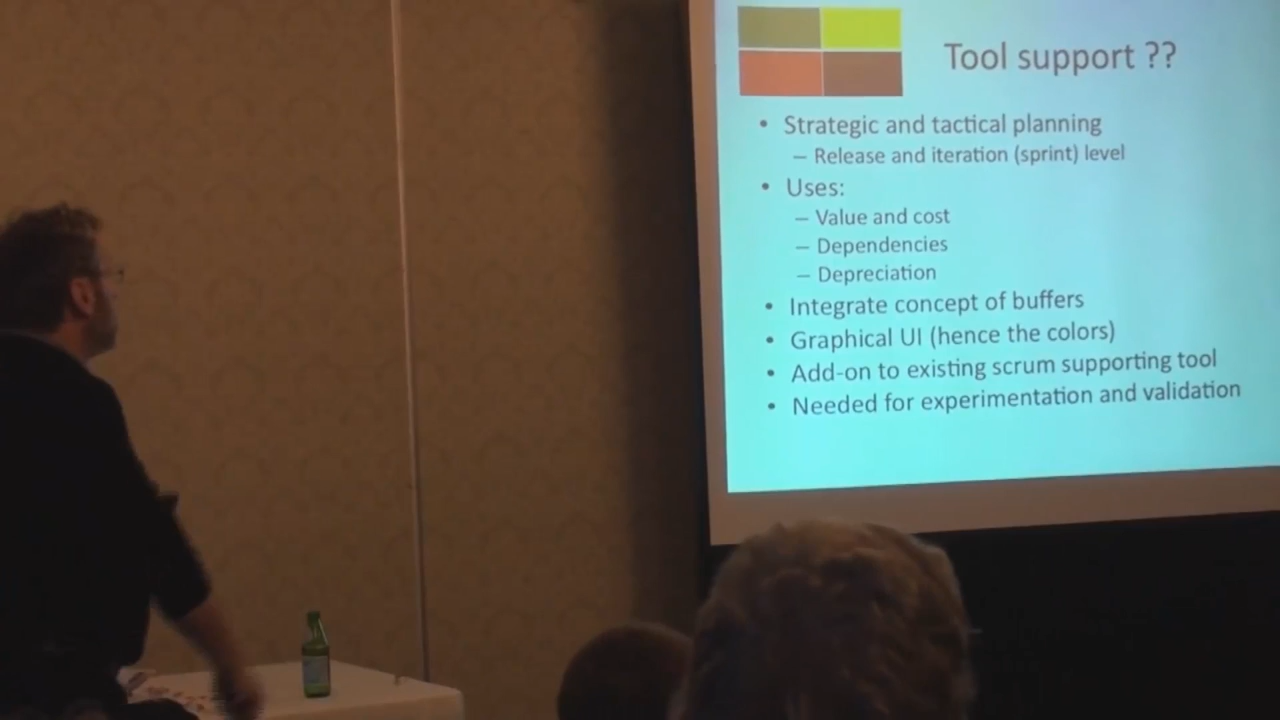 Tool support ??
• Strategic and tactical planning
– Release and iteration (sprint) level
• Uses:
– Value and cost
– Dependencies
– Depreciation
• Integrate concept of buffers
• Graphical UI (hence the colors)
• Add-on to existing scrum supporting tool
• Needed for experimentation and validation